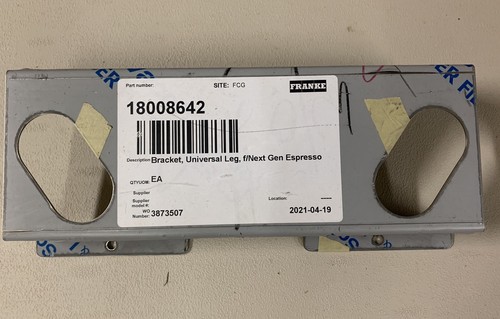 Part number: SITE: FCG FRANKE
18008642
Description Bracket, Universal Leg, f/Next Gen Espresso
QTY/UOM: EA
Supplier
Supplier model #: Location:
WO Number: 3873507 2021-04-19